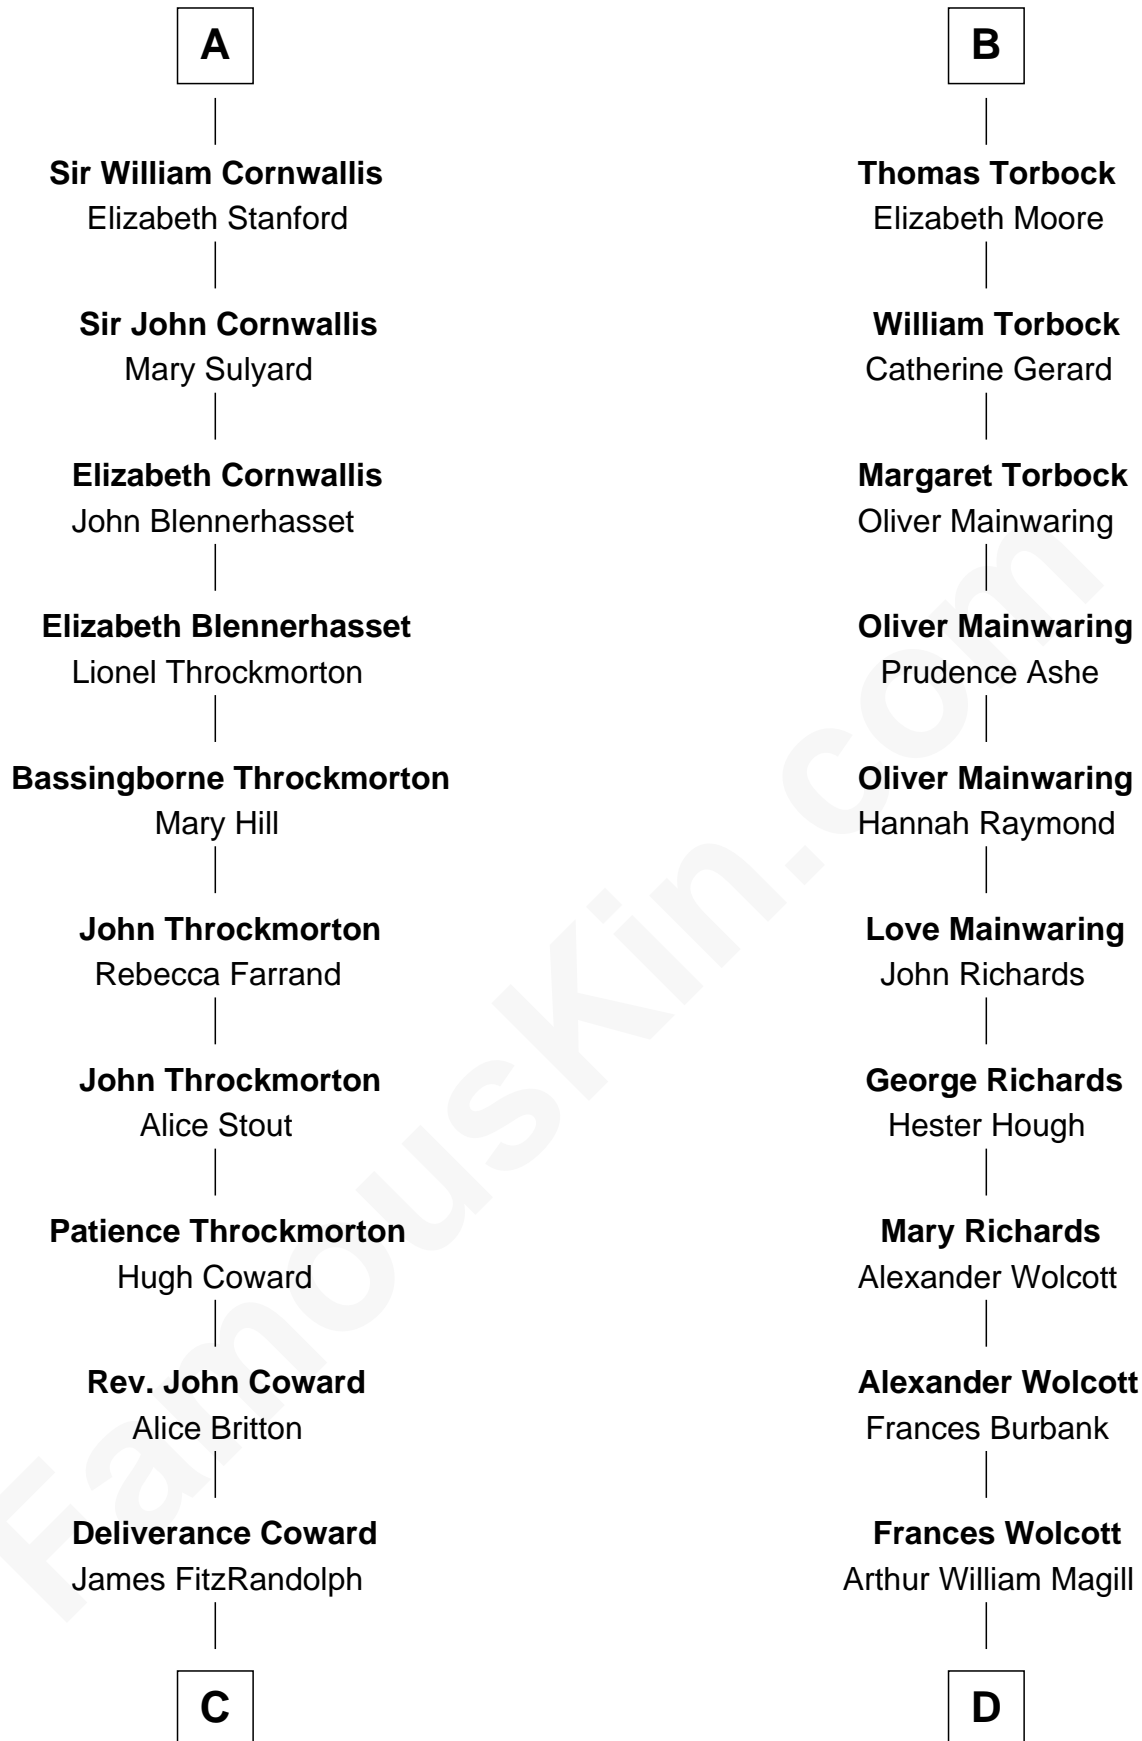 A
Sir William Cornwallis
Elizabeth Stanford
Sir John Cornwallis
Mary Sulyard
Elizabeth Cornwallis
John Blennerhasset
Elizabeth Blennerhasset
Lionel Throckmorton
Bassingborne Throckmorton
Mary Hill
John Throckmorton
Rebecca Farrand
John Throckmorton
Alice Stout
Patience Throckmorton
Hugh Coward
Rev. John Coward
Alice Britton
Deliverance Coward
James FitzRandolph
C
B
Thomas Torbock
Elizabeth Moore
William Torbock
Catherine Gerard
Margaret Torbock
Oliver Mainwaring
Oliver Mainwaring
Prudence Ashe
Oliver Mainwaring
Hannah Raymond
Love Mainwaring
John Richards
George Richards
Hester Hough
Mary Richards
Alexander Wolcott
Alexander Wolcott
Frances Burbank
Frances Wolcott
Arthur William Magill
D
FamousKin.com